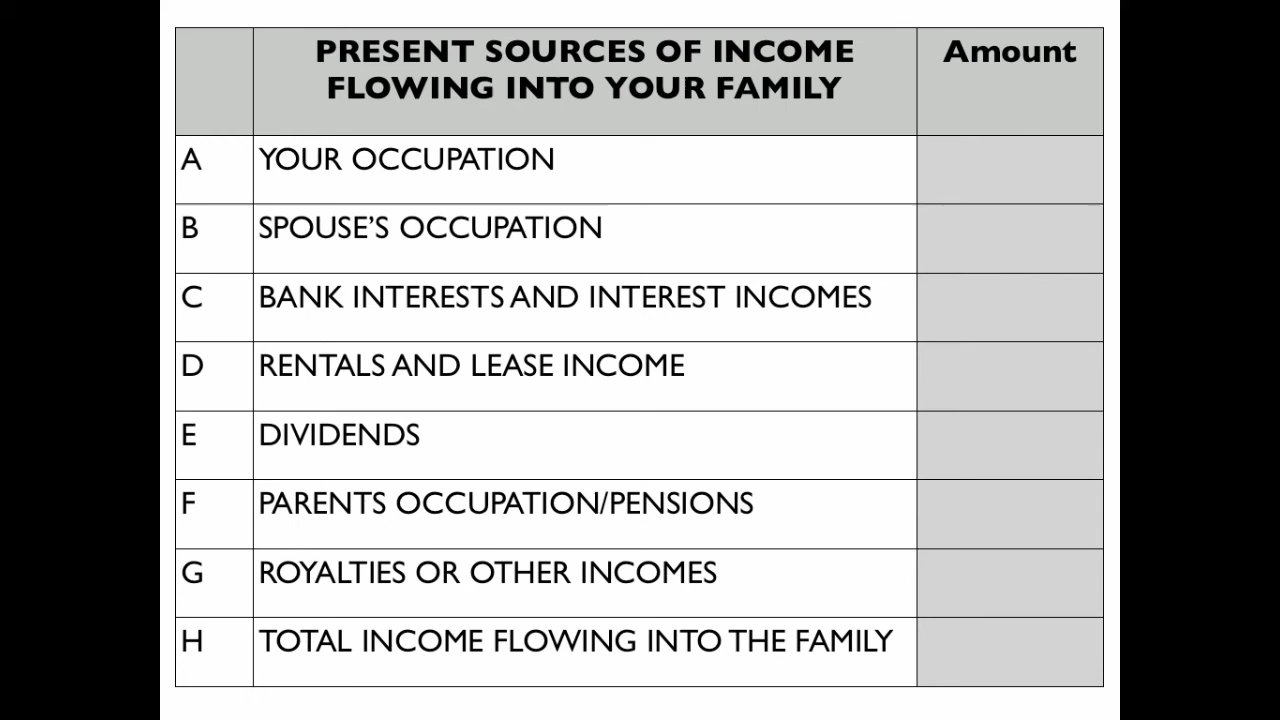 PRESENT SOURCES OF INCOME
FLOWING INTO YOUR FAMILY
Amount
A YOUR OCCUPATION
B SPOUSE’S OCCUPATION
C BANK INTERESTS AND INTEREST INCOMES
D RENTALS AND LEASE INCOME
E DIVIDENDS
F PARENTS OCCUPATION/PENSIONS
G ROYALTIES OR OTHER INCOMES
H TOTAL INCOME FLOWING INTO THE FAMILY